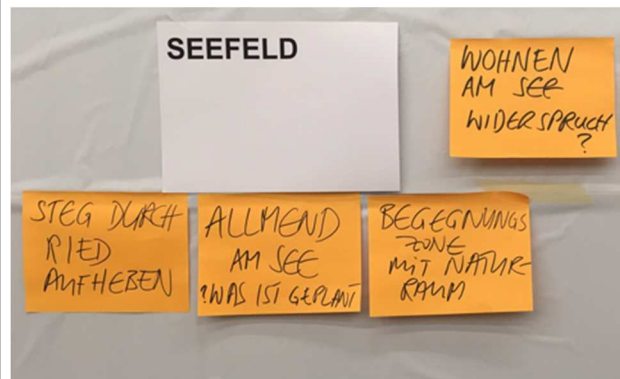 SEEFELD
WOHNEN
AM SEE
WIDERSPRUCH
?
STEG DURCH
RIED
AUFHEBEN
ALLMEND
AM SEE
? WAS IST GEPLANT
BEGEGNUNGS
ZONE
MIT NATUR-
RAUM